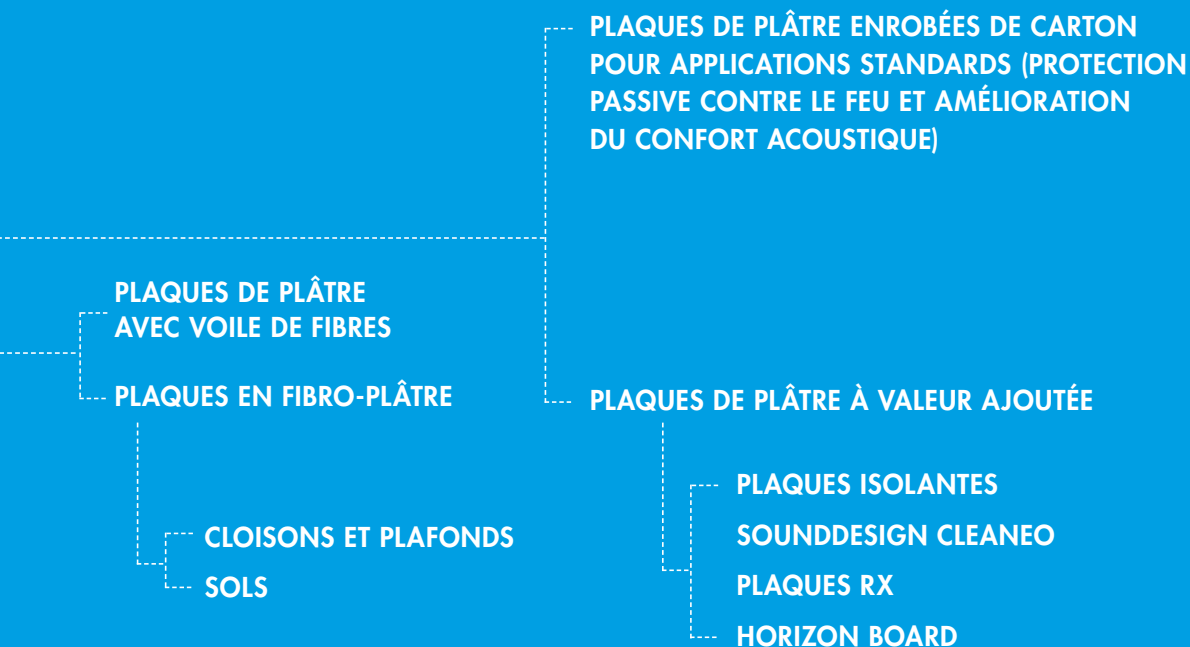 PLAQUES DE PLÂTRE ENROBÉES DE CARTON
POUR APPLICATIONS STANDARDS (PROTECTION
PASSIVE CONTRE LE FEU ET AMÉLIORATION
DU CONFORT ACOUSTIQUE)
PLAQUES DE PLÂTRE
AVEC VOILE DE FIBRES
PLAQUES EN FIBRO-PLÂTRE
CLOISONS ET PLAFONDS
SOLS
PLAQUES DE PLÂTRE À VALEUR AJOUTÉE
PLAQUES ISOLANTES
SOUNDDESIGN CLEANEO
PLAQUES RX
HORIZON BOARD